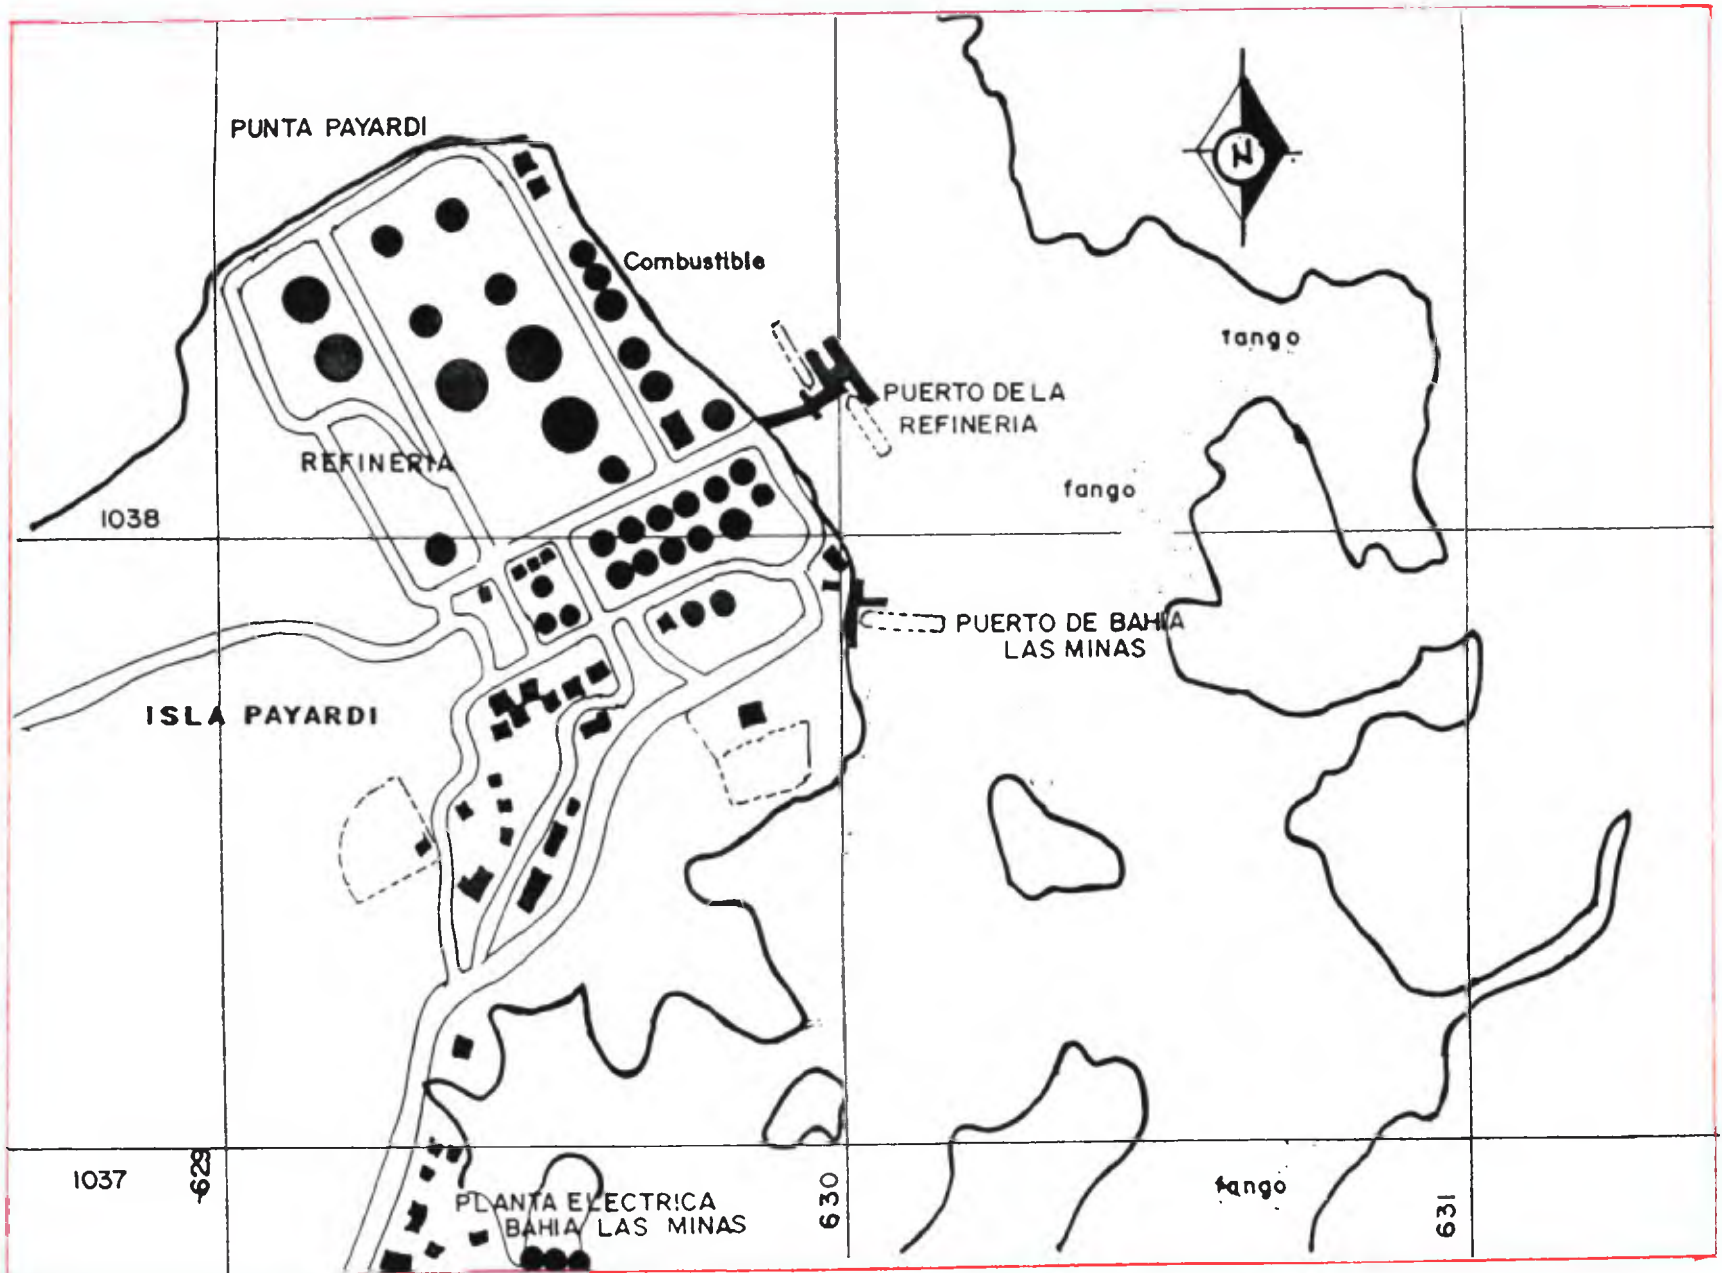 PUNTA PAYARDI
N
Combustible
fango
PUERTO DE LA
REFINERIA
REFINERIA
fango
1038
PUERTO DE BAHIA
LAS MINAS
ISLA PAYARDI
1037
629
PLANTA ELECTRICA
BAHIA LAS MINAS
630
fango
631